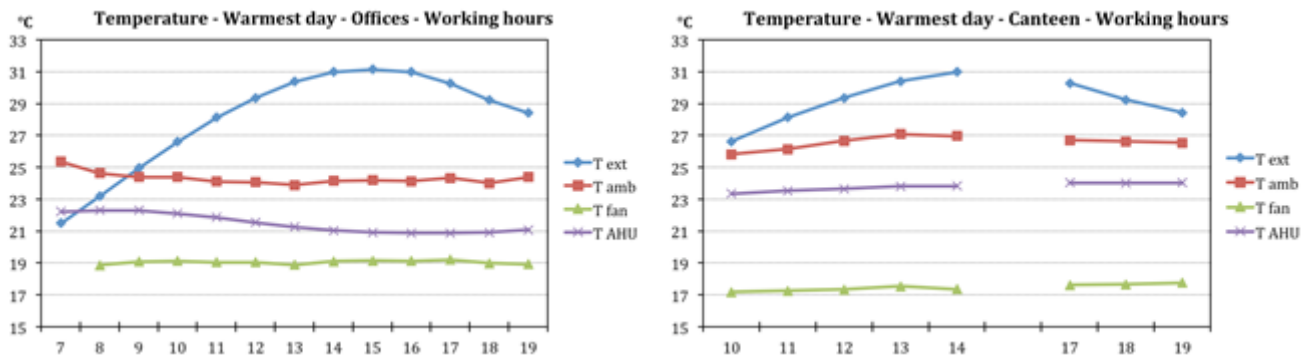 °C Temperature - Warmest day - Offices - Working hours
33
31
29
27
25
23
21
19
17
15
7 8 9 10 11 12 13 14 15 16 17 18 19
T ext
T amb
T fan
T AHU
°C Temperature - Warmest day - Canteen - Working hours
33
31
29
27
25
23
21
19
17
15
10 11 12 13 14 17 18 19
T ext
T amb
T fan
T AHU